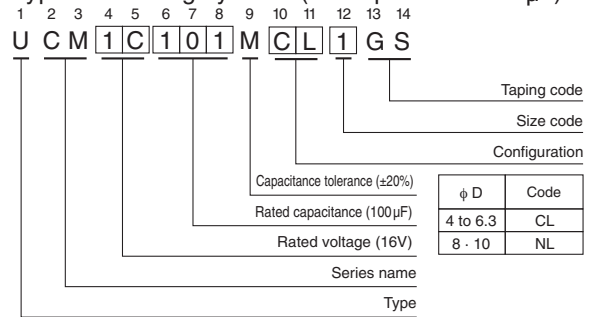 1 2 3 4 5 6 7 8 9 10 11 12 13 14
U C M 1 C 1 0 1 M C L 1 G S
Taping code
Size code
Configuration
Capacitance tolerance (±20%)
Rated capacitance (100μF)
Rated voltage (16V)
Series name
Type
ϕ D Code
4 to 6.3 CL
8 · 10 NL